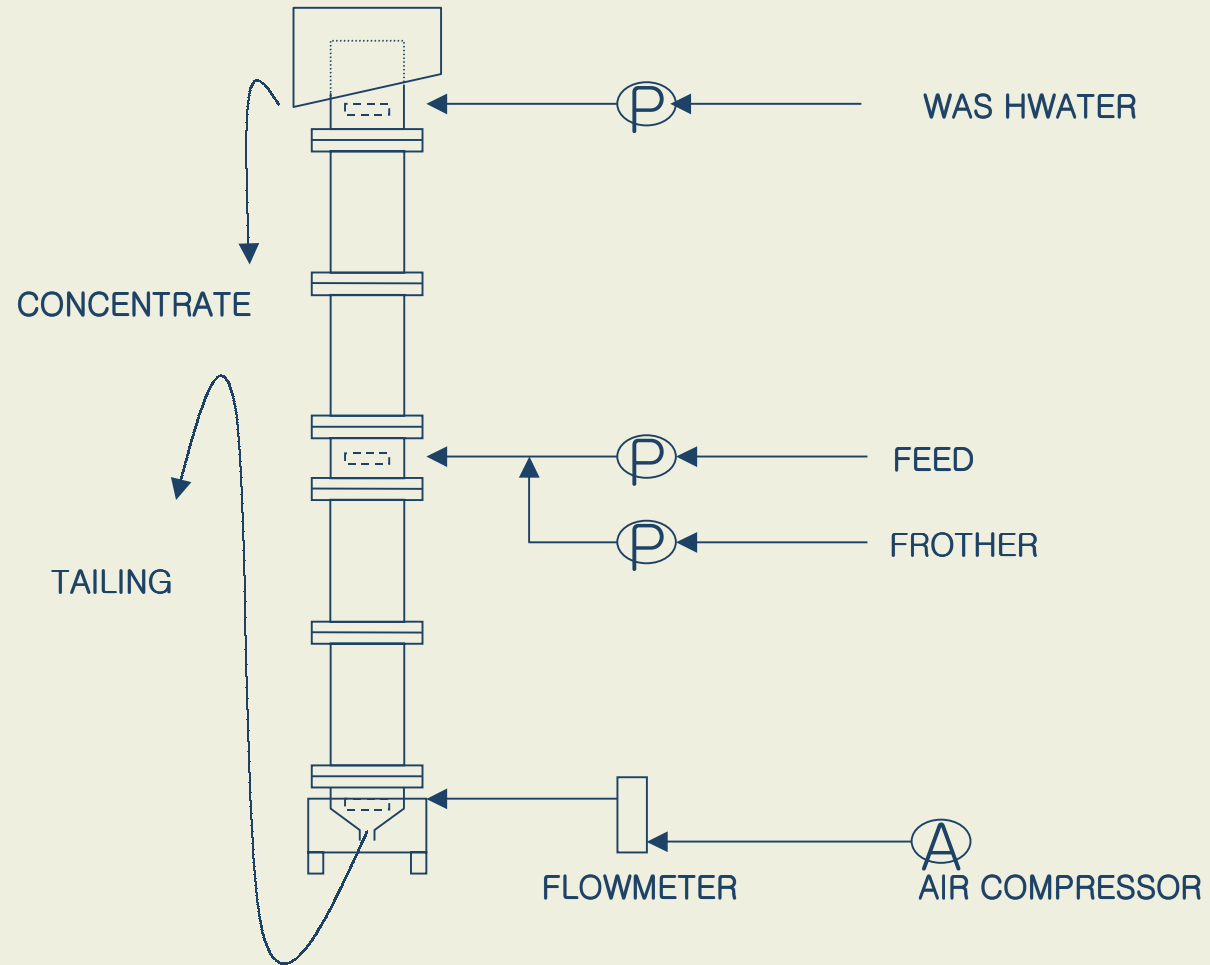 P
WAS HWATER
CONCENTRATE
P
FEED
P
FROTHER
TAILING
A
FLOWMETER
AIR COMPRESSOR